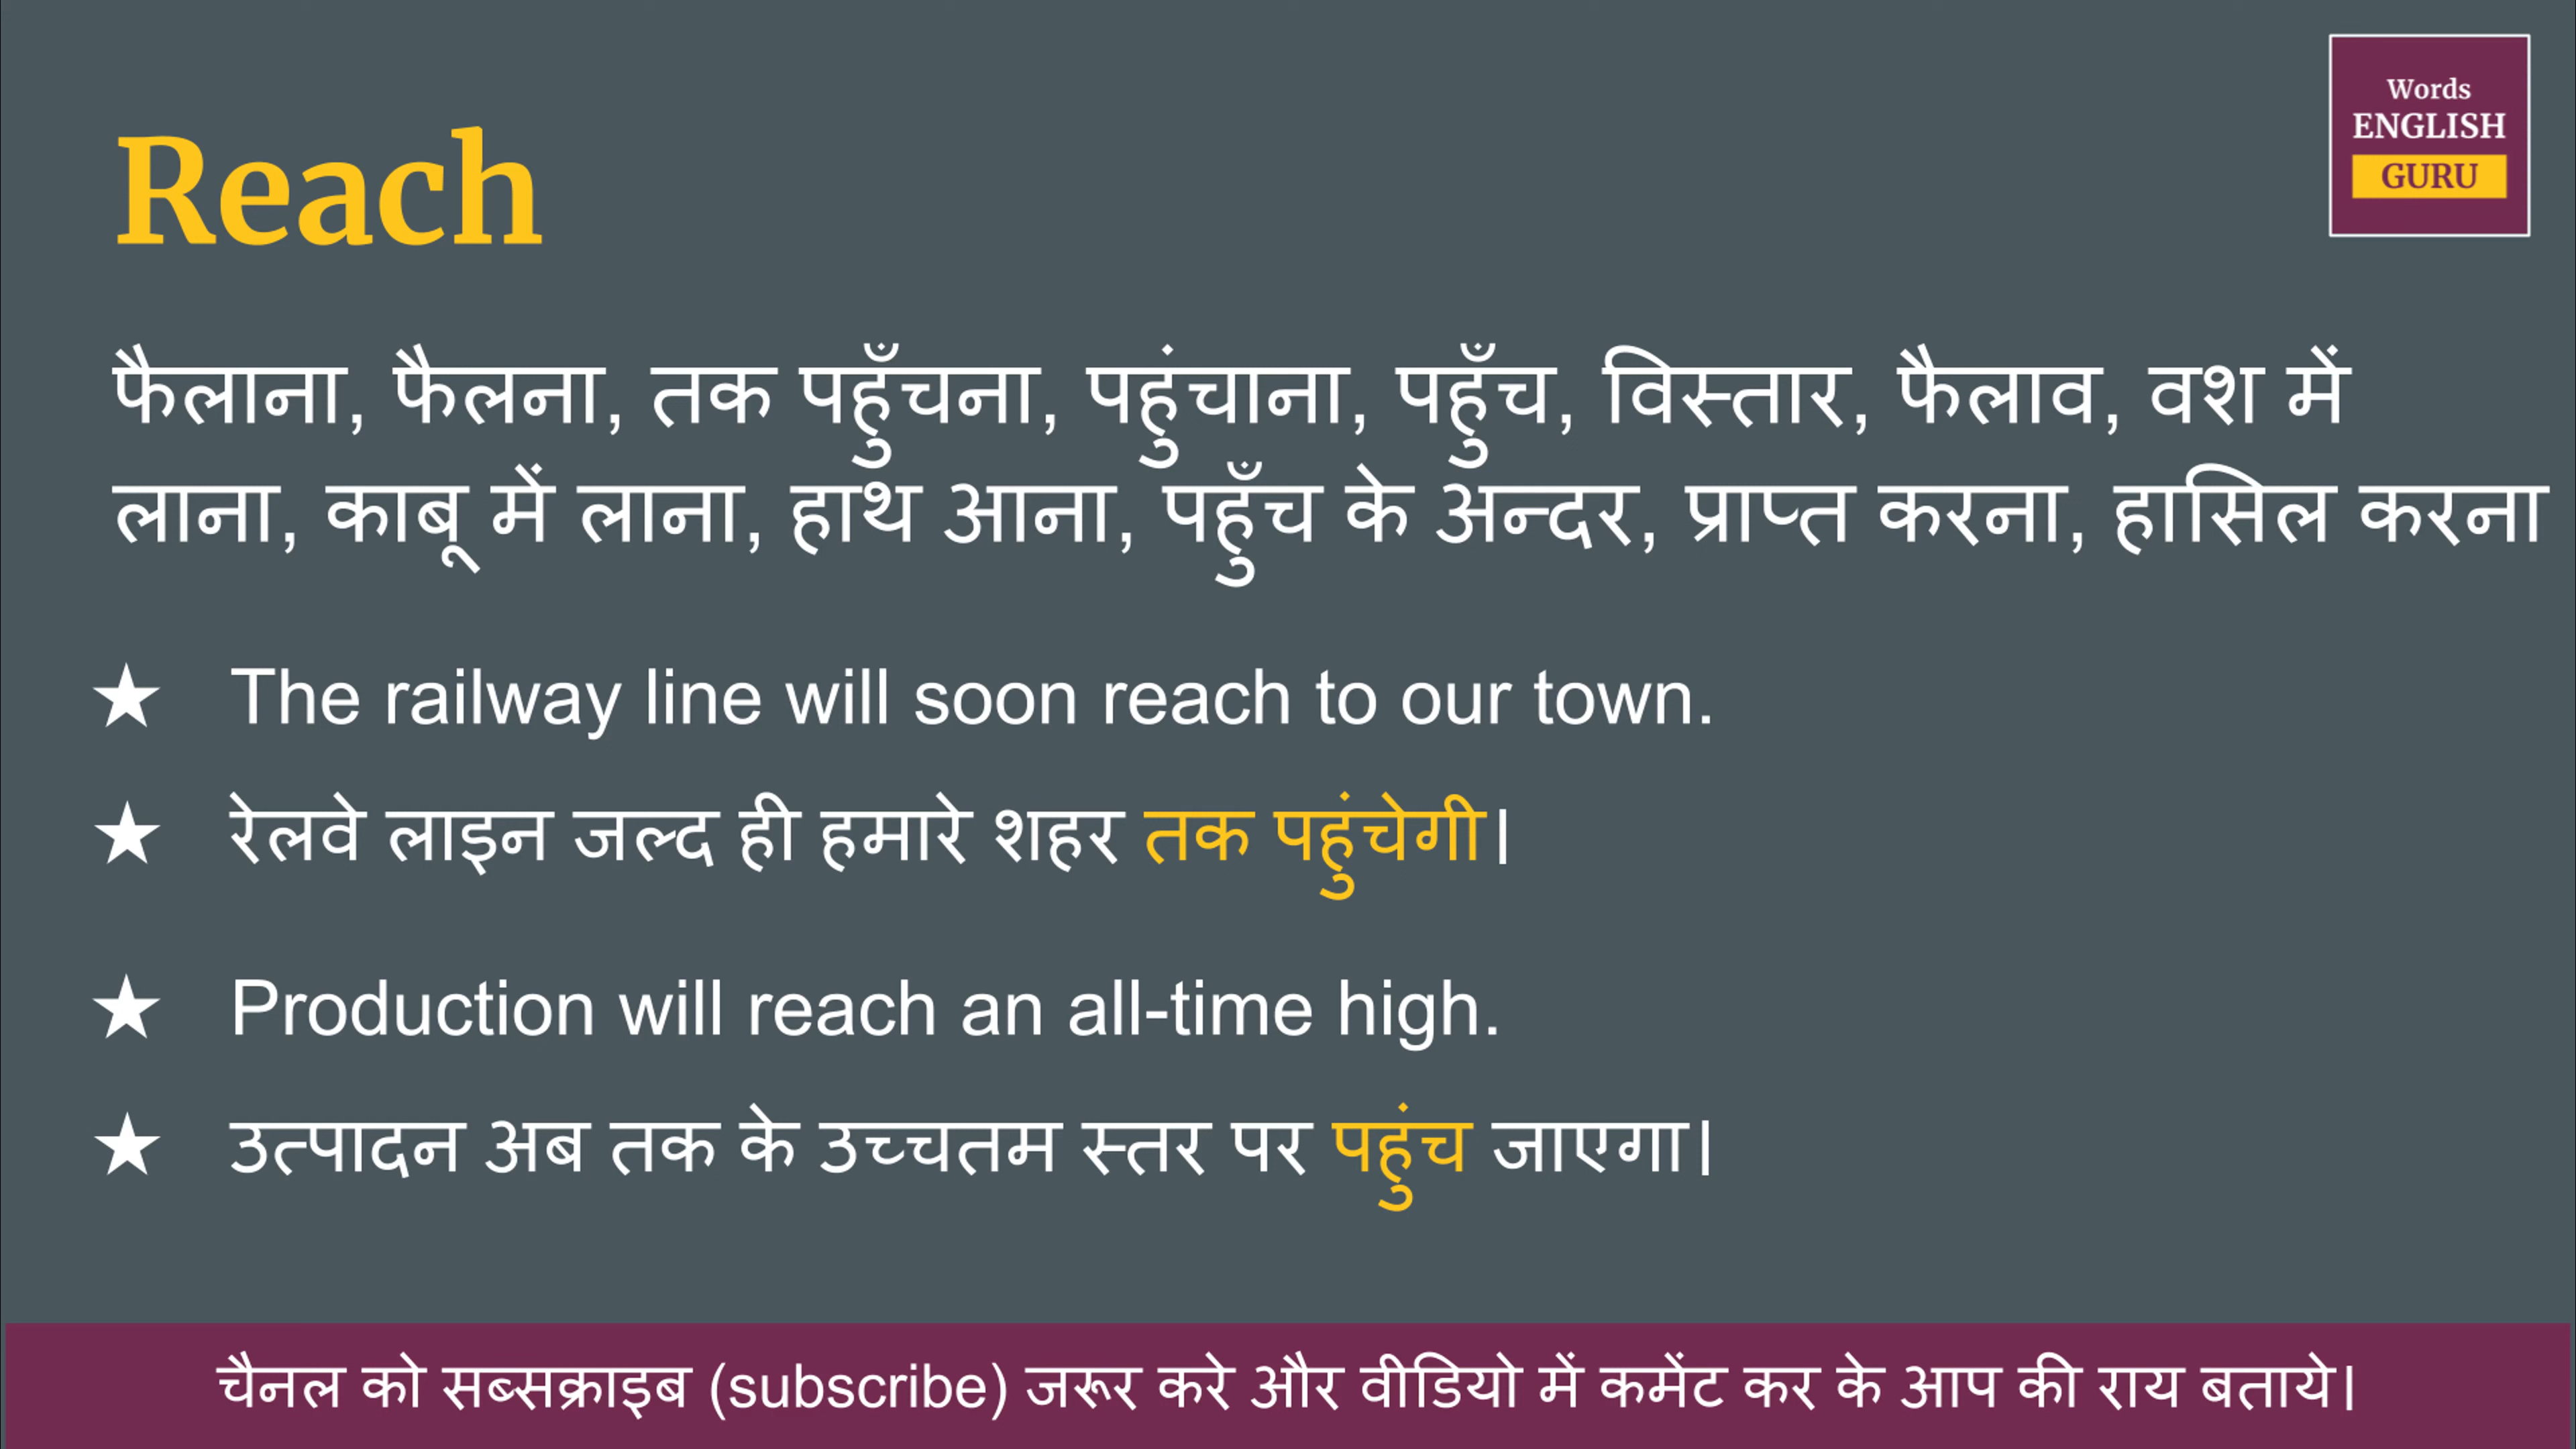 Words
ENGLISH
GURU
Reach
फैलाना, फैलना, तक पहुँचना, पहुंचाना, पहुँच, विस्तार, फैलाव, वश में
लाना, काबू में लाना, हाथ आना, पहुँच के अन्दर, प्राप्त करना, हासिल करना
★ The railway line will soon reach to our town.
★ रेलवे लाइन जल्द ही हमारे शहर तक पहुंचेगी।
★ Production will reach an all-time high.
★ उत्पादन अब तक के उच्चतम स्तर पर पहुंच जाएगा।
चैनल को सब्सक्राइब (subscribe) जरूर करे और वीडियो में कमेंट कर के आप की राय बताये।